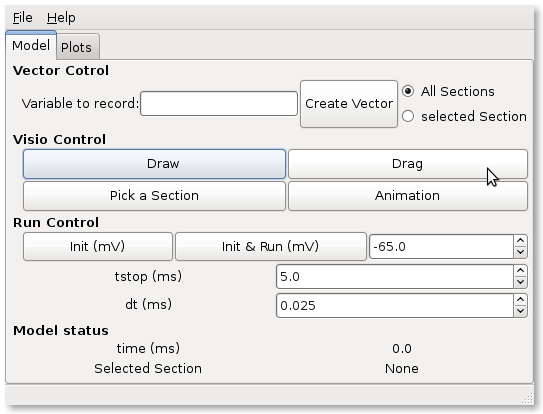 File Help
Model Plots
Vector Cotrol
Variable to record: Create Vector All Sections
selected Section
Visio Control
Draw Drag
Pick a Section Animation
Run Control
Init (mV) Init & Run (mV) -65.0
tstop (ms) 5.0
dt (ms) 0.025
Model status
time (ms) 0.0
Selected Section None